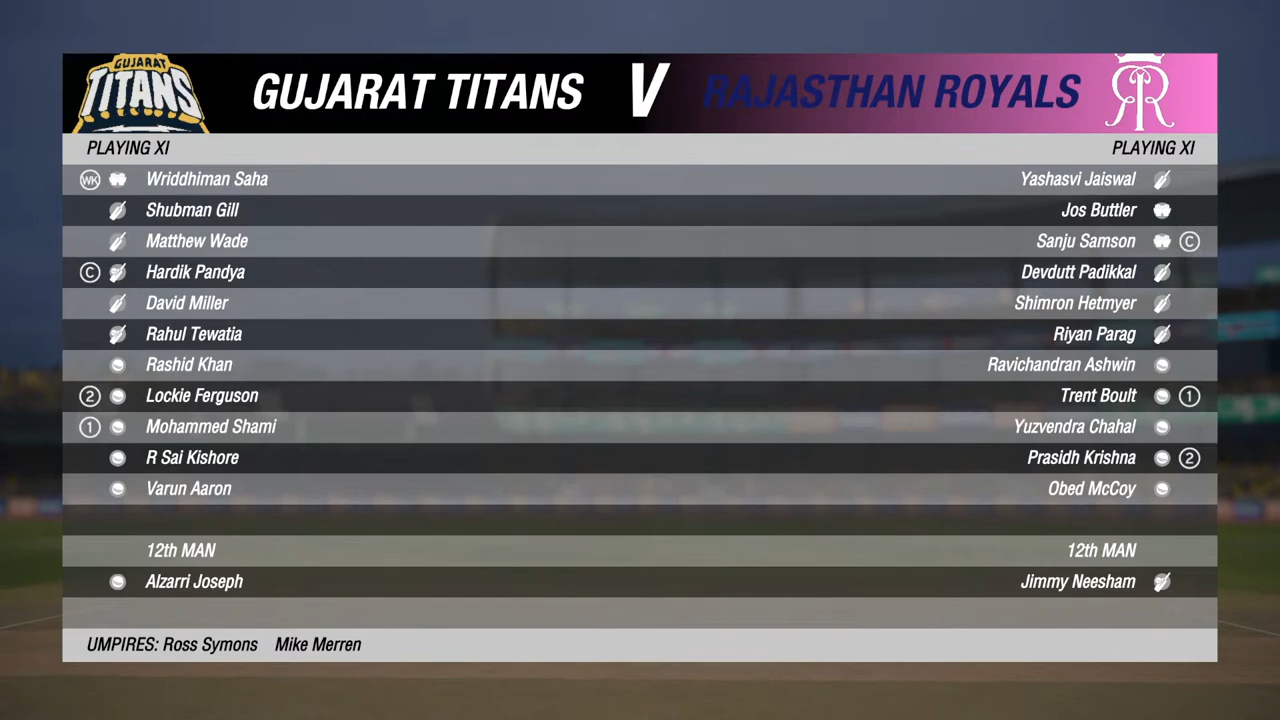 GUJARAT TITANS GUJARAT TITANS V RAJASTHAN ROYALS RR
PLAYING XI PLAYING XI
WK Wriddhiman Saha Yashasvi Jaiswal
Shubman Gill Jos Buttler
Matthew Wade Sanju Samson C
C Hardik Pandya Devdutt Padikkal
David Miller Shimron Hetmyer
Rahul Tewatia Riyan Parag
Rashid Khan Ravichandran Ashwin
2 Lockie Ferguson Trent Boult 1
1 Mohammed Shami Yuzvendra Chahal
R Sai Kishore Prasidh Krishna 2
Varun Aaron Obed McCoy
12th MAN 12th MAN
Alzarri Joseph Jimmy Neesham
UMPIRES: Ross Symons Mike Merren